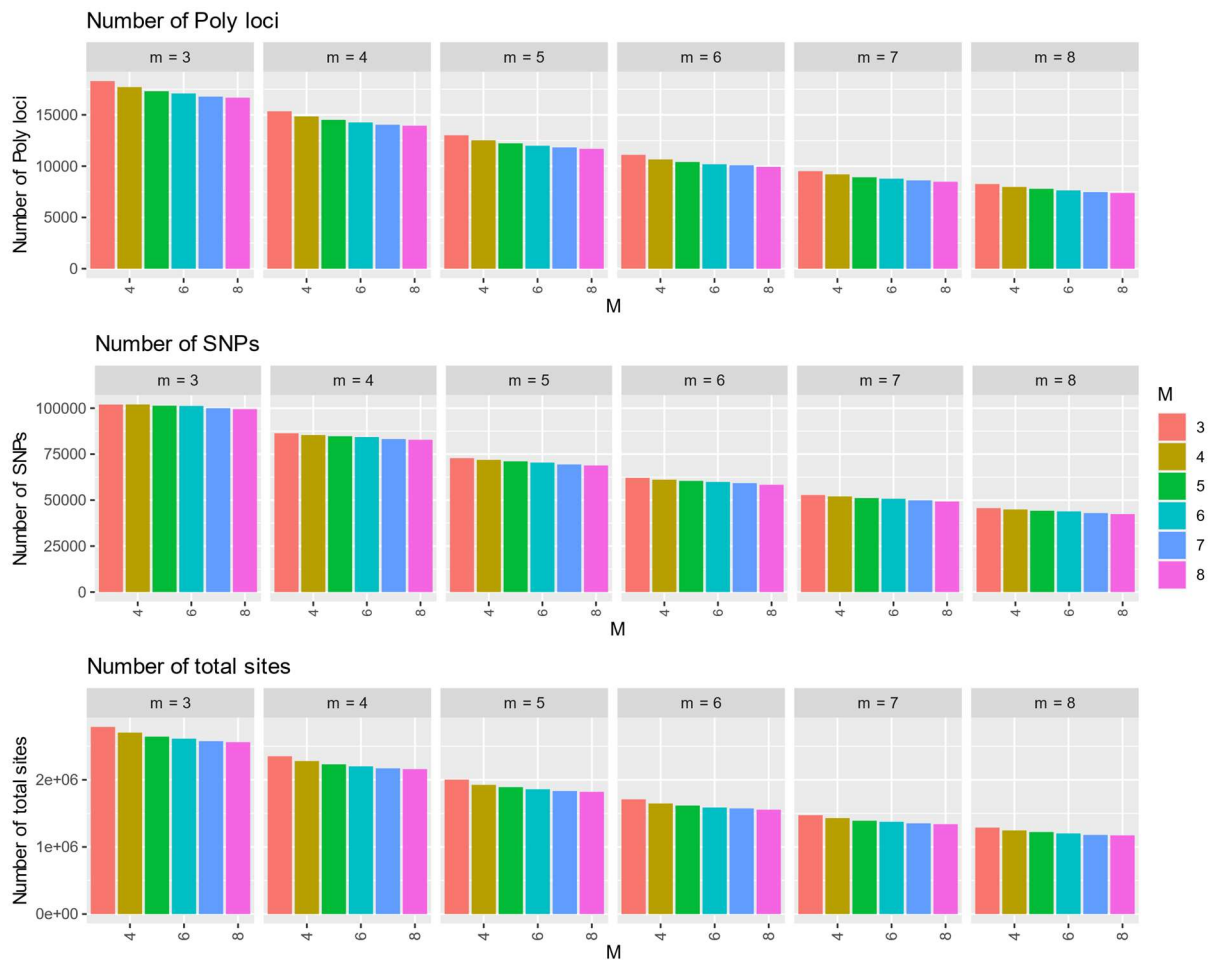 Number of Poly loci
m = 3 m = 4 m = 5 m = 6 m = 7 m = 8
Number of Poly loci
15000
10000
5000
0
4 6 8 4 6 8 4 6 8 4 6 8 4 6 8 4 6 8
M
Number of SNPs
m = 3 m = 4 m = 5 m = 6 m = 7 m = 8
Number of SNPs
100000
75000
50000
25000
0
4 6 8 4 6 8 4 6 8 4 6 8 4 6 8 4 6 8
M
M
3
4
5
6
7
8
Number of total sites
m = 3 m = 4 m = 5 m = 6 m = 7 m = 8
Number of total sites
2e+06
1e+06
0e+00
4 6 8 4 6 8 4 6 8 4 6 8 4 6 8 4 6 8
M